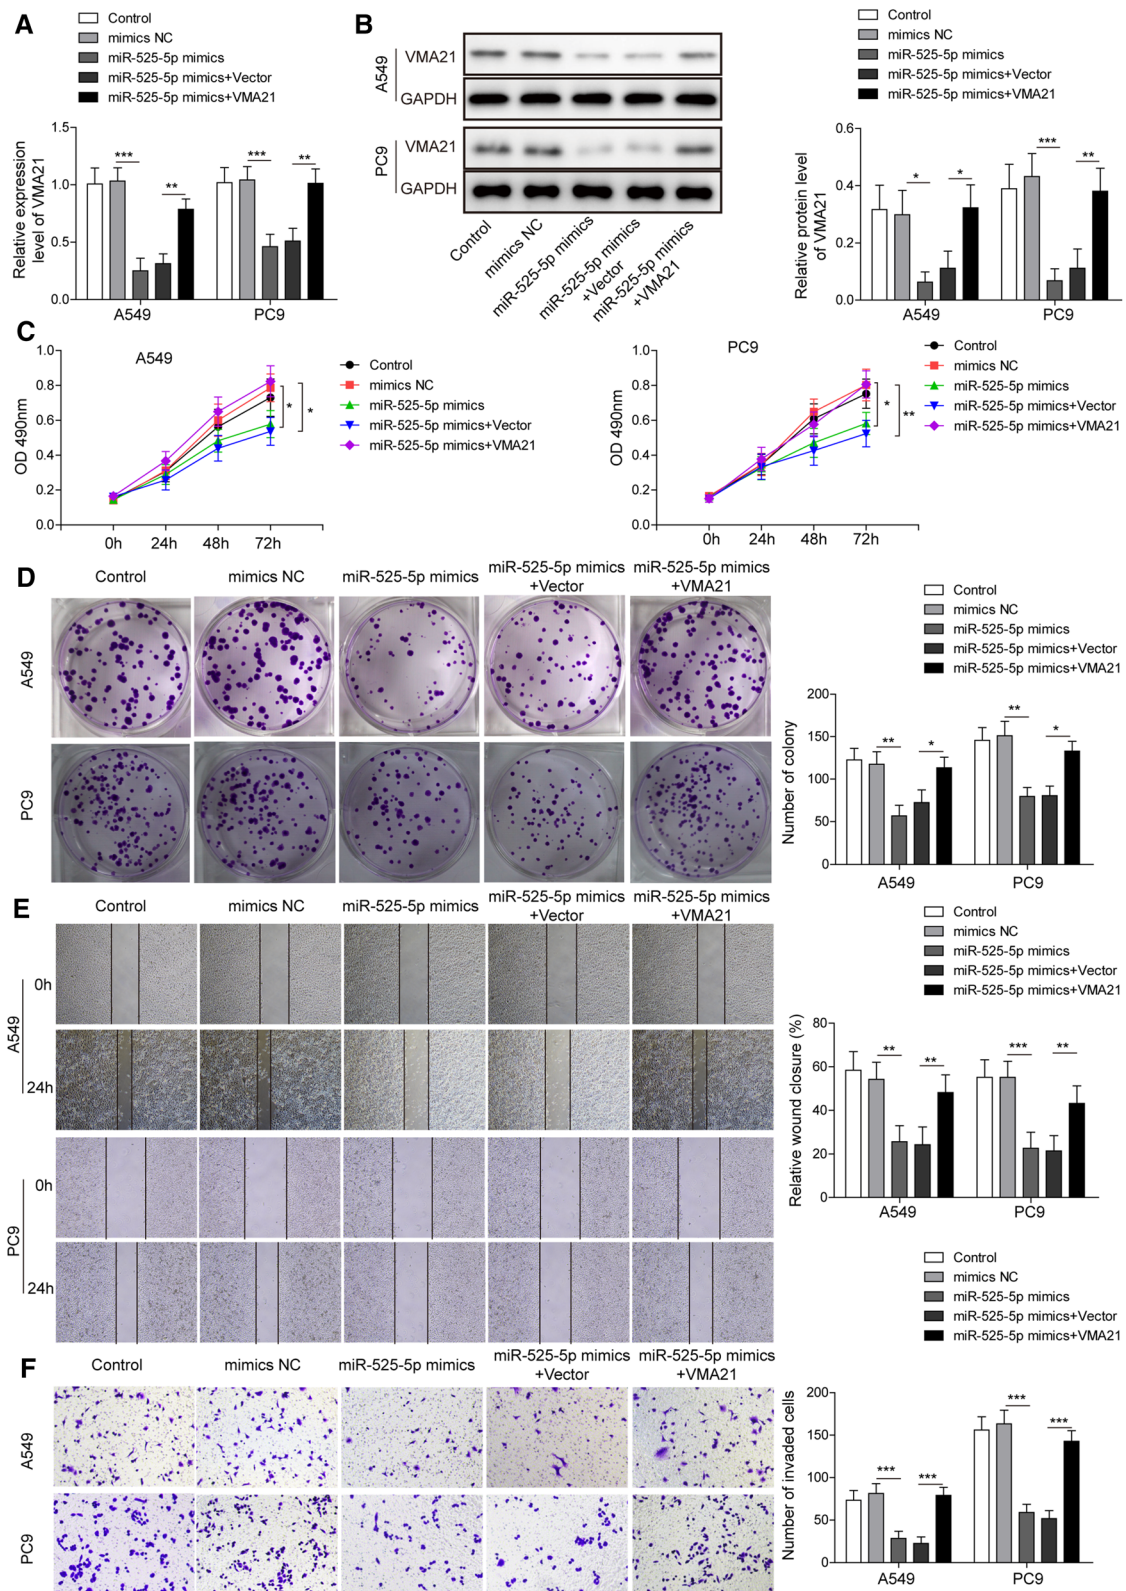 A
Control
mimics NC
miR-525-5p mimics
miR-525-5p mimics+Vector
miR-525-5p mimics+VMA21
Relative expression
level of VMA21
1.5
1.0
0.5
0.0
***
**
***
**
A549
PC9
B
A549
VMA21
GAPDH
PC9
VMA21
GAPDH
Control
mimics NC
miR-525-5p mimics
miR-525-5p mimics
+Vector
miR-525-5p mimics
+VMA21
Control
mimics NC
miR-525-5p mimics
miR-525-5p mimics+Vector
miR-525-5p mimics+VMA21
Relative protein level
of VMA21
0.6
0.4
0.2
0.0
*
*
***
**
A549
PC9
C
A549
OD 490nm
1.0
0.8
0.6
0.4
0.2
0.0
0h
24h
48h
72h
*
*
Control
mimics NC
miR-525-5p mimics
miR-525-5p mimics+Vector
miR-525-5p mimics+VMA21
PC9
OD 490nm
1.0
0.8
0.6
0.4
0.2
0.0
0h
24h
48h
72h
*
**
Control
mimics NC
miR-525-5p mimics
miR-525-5p mimics+Vector
miR-525-5p mimics+VMA21
D
Control
mimics NC
miR-525-5p mimics
miR-525-5p mimics
+Vector
miR-525-5p mimics
+VMA21
A549
PC9
Control
mimics NC
miR-525-5p mimics
miR-525-5p mimics+Vector
miR-525-5p mimics+VMA21
Number of colony
200
150
100
50
0
**
*
**
*
A549
PC9
E
Control
mimics NC
miR-525-5p mimics
miR-525-5p mimics
+Vector
miR-525-5p mimics
+VMA21
A549
0h
24h
PC9
0h
24h
Control
mimics NC
miR-525-5p mimics
miR-525-5p mimics+Vector
miR-525-5p mimics+VMA21
Relative wound closure (%)
80
60
40
20
0
**
**
***
**
A549
PC9
F
Control
mimics NC
miR-525-5p mimics
miR-525-5p mimics
+Vector
miR-525-5p mimics
+VMA21
A549
PC9
Control
mimics NC
miR-525-5p mimics
miR-525-5p mimics+Vector
miR-525-5p mimics+VMA21
Number of invaded cells
200
150
100
50
0
***
***
***
***
A549
PC9